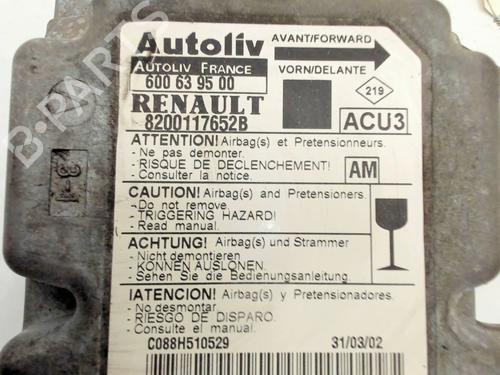 Autoliv
AVANT/FORWARD
AUTOLIV FRANCE
VORN/DELANTE
600 63 95 00
219
RENAULT
8200117652B
ACU3
ATTENTION! Airbag(s) et Pretensionneurs.
- Ne pas demonter.
- RISQUE DE DECLENCHEMENT!
- Consulter la notice.
AM
CAUTION! Airbag(s) and Pretensioners.
- Do not remove.
- TRIGGERING HAZARD!
- Read manual.
ACHTUNG! Airbag(s) und Strammer
- Nicht demontieren
- KONNEN AUSLOSEN
- Sehen Sie die Bedienungsanleitung.
!ATENCION! Airbag(s) y Pretensionadores.
- No desmontar
- RIESGO DE DISPARO.
- Consulte el manual.
C088H510529
31/03/02
B-PARTS